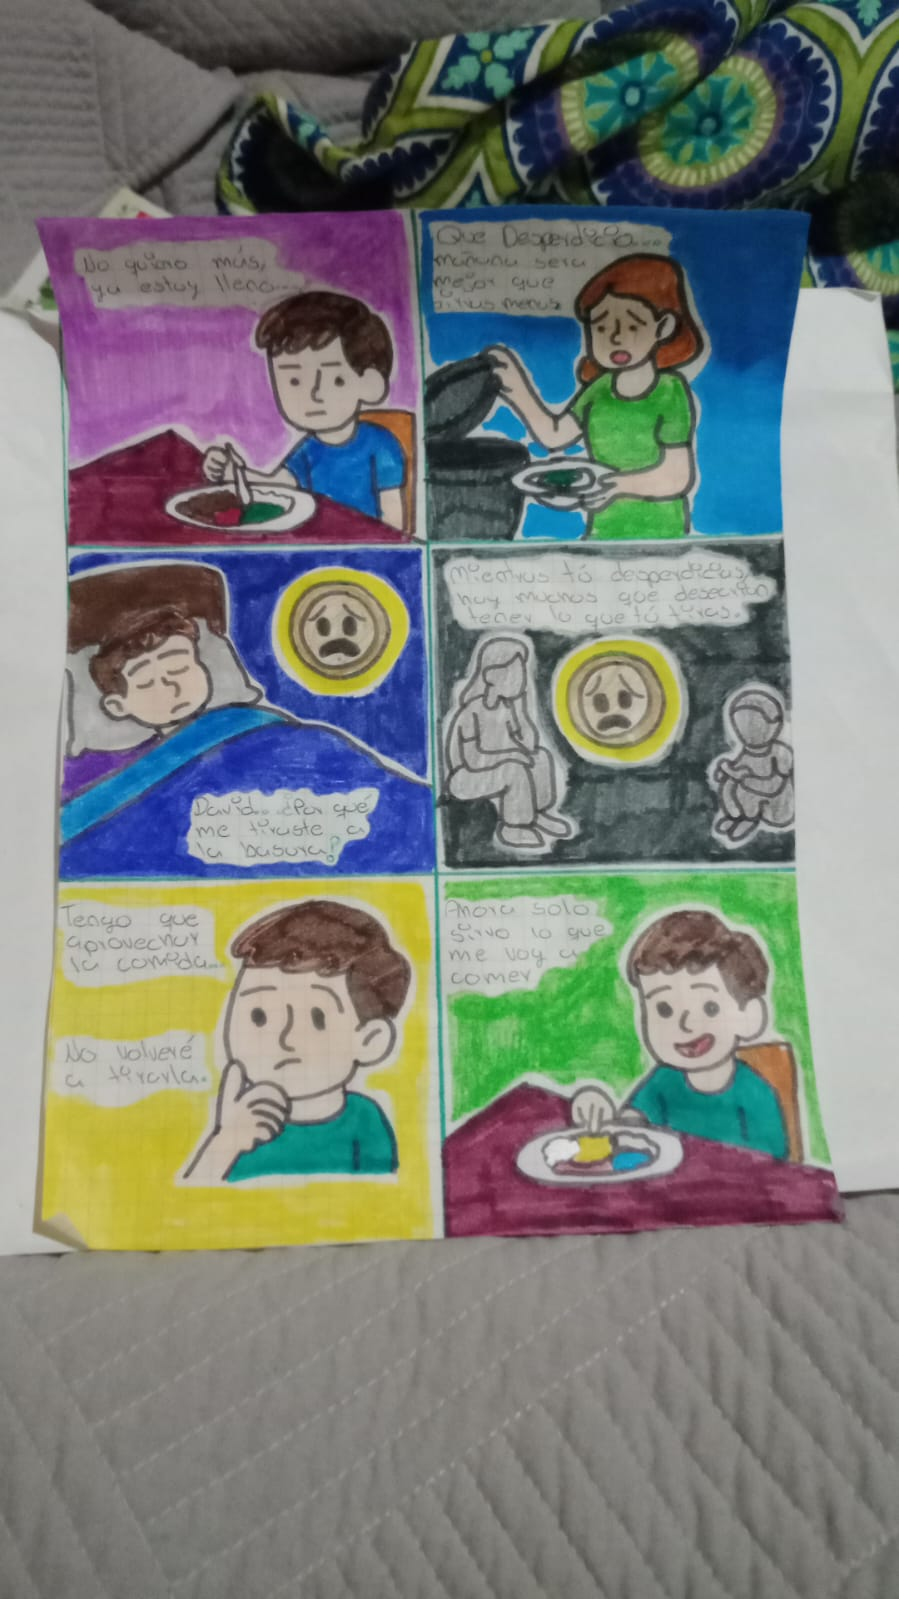 No quiero más,
ya estoy lleno...
Que Desperdicio...
mañana sera
mejor que
sirvas menos
David... ¿Por qué
me tiraste a
la basura?
Mientras tú desperdicias,
hay muchos que desearían
tener lo que tú tiras.
Tengo que
aprovechar
la comida...
No volveré
a tirarla.
Ahora solo
sirvo lo que
me voy a
comer